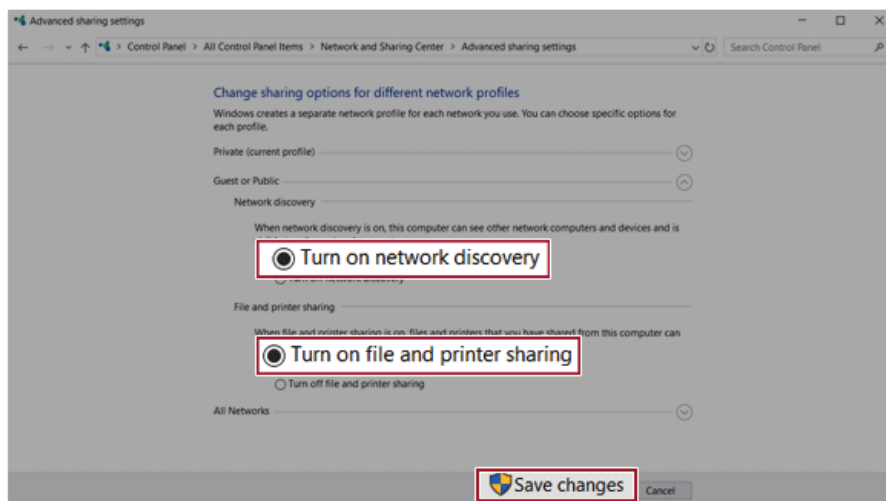 Advanced sharing settings
Control Panel > All Control Panel Items > Network and Sharing Center > Advanced sharing settings
Search Control Panel
Change sharing options for different network profiles
Windows creates a separate network profile for each network you use. You can choose specific options for
each profile.
Private (current profile)
Guest or Public
Network discovery
When network discovery is on, this computer can see other network computers and devices and is
Turn on network discovery
File and printer sharing
When file and printer sharing is on, files and printers that you have shared from this computer can
Turn on file and printer sharing
Turn off file and printer sharing
All Networks
Save changes
Cancel